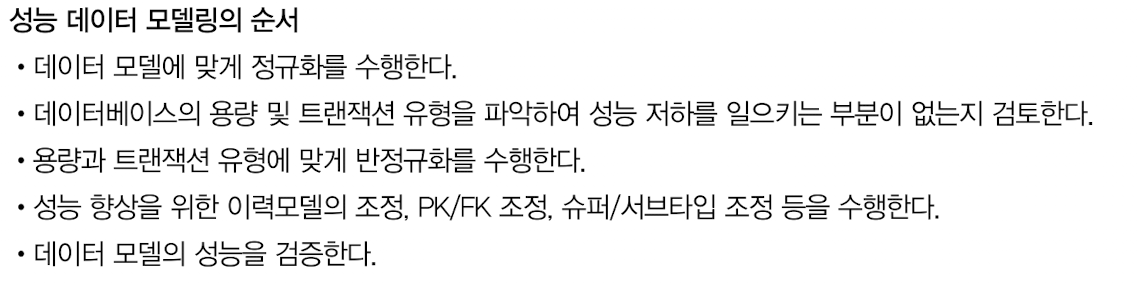 성능 데이터 모델링의 순서
• 데이터 모델에 맞게 정규화를 수행한다.
• 데이터베이스의 용량 및 트랜잭션 유형을 파악하여 성능 저하를 일으키는 부분이 없는지 검토한다.
• 용량과 트랜잭션 유형에 맞게 반정규화를 수행한다.
• 성능 향상을 위한 이력모델의 조정, PK/FK 조정, 슈퍼/서브타입 조정 등을 수행한다.
• 데이터 모델의 성능을 검증한다.